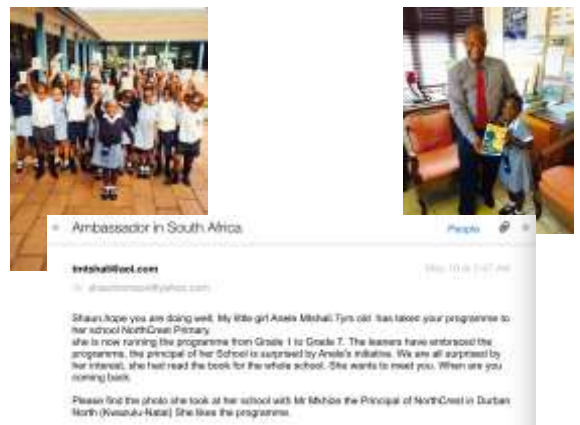 Ambassador in South Africa
People
tmtshali@aol.com
Shaun hope you are doing well. My little girl Anele Mtshali 7yrs old has taken your programme to
her school NorthCrest Primary
she is now running the programme from Grade 1 to Grade 7. The learners have embraced the
programme, the principal of her School is surprised by Anele's initiative. We are all surprised by
her interest, she had read the book for the whole school. She wants to meet you. When are you
coming back
Please find the photo she took at her school with Mr Mkhize the Principal of NorthCrest in Durban
North (Kwazulu-Natal) She likes the programme.